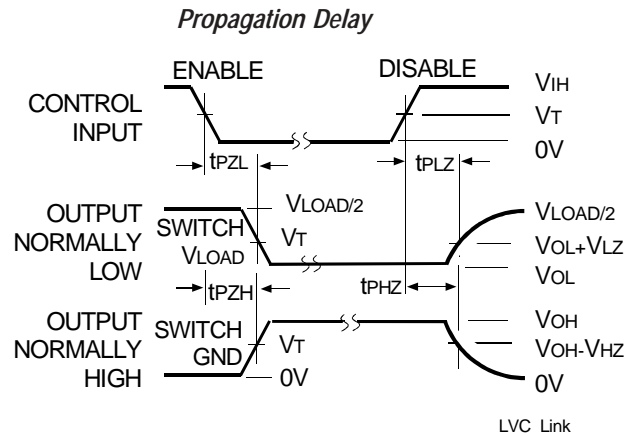 Propagation Delay
ENABLE
DISABLE
CONTROL
INPUT
VIH
VT
0V
tPZL
tPLZ
OUTPUT
NORMALLY
LOW
SWITCH
VLOAD
VLOAD/2
VT
VLOAD/2
VOL+VLZ
VOL
tPZH
tPHZ
OUTPUT
NORMALLY
HIGH
SWITCH
GND
VT
0V
VOH
VOH-VHZ
0V
LVC Link